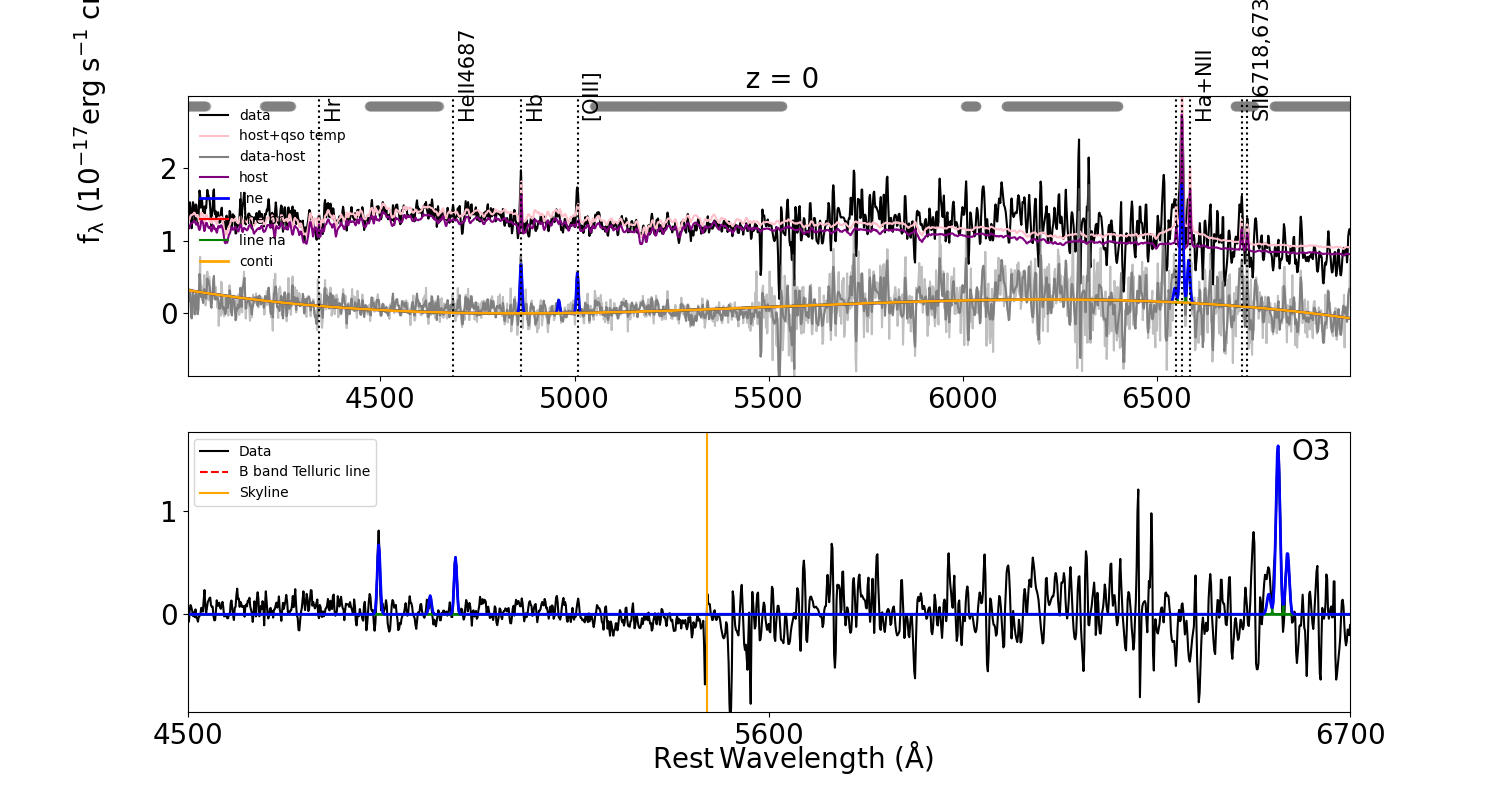 z = 0
Hr
HeII4687
Hb
[OIII]
Ha+NII
SII6718,673
data
host+qso temp
data-host
host
line
line na
conti
f_λ (10^−17 erg s^−1 c
2
1
0
4500
5000
5500
6000
6500
Data
B band Telluric line
Skyline
O3
1
0
4500
5600
6700
Rest Wavelength (Å)